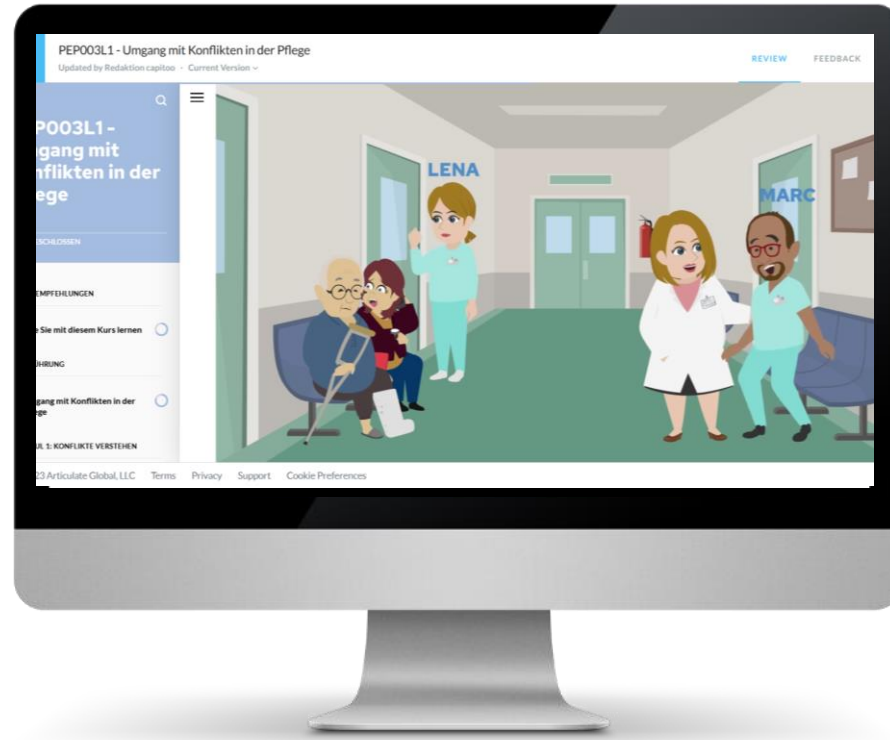 PEP003L1 - Umgang mit Konflikten in der Pflege
Updated by Redaktion capitoo · Current Version
REVIEW
FEEDBACK
P003L1 -
gang mit
nflikten in der
ege
SCHLOSSEN
EMPFEHLUNGEN
e Sie mit diesem Kurs lernen
ÜHRUNG
gang mit Konflikten in der
ege
UL 1: KONFLIKTE VERSTEHEN
LENA
MARC
23 Articulate Global, LLC Terms Privacy Support Cookie Preferences